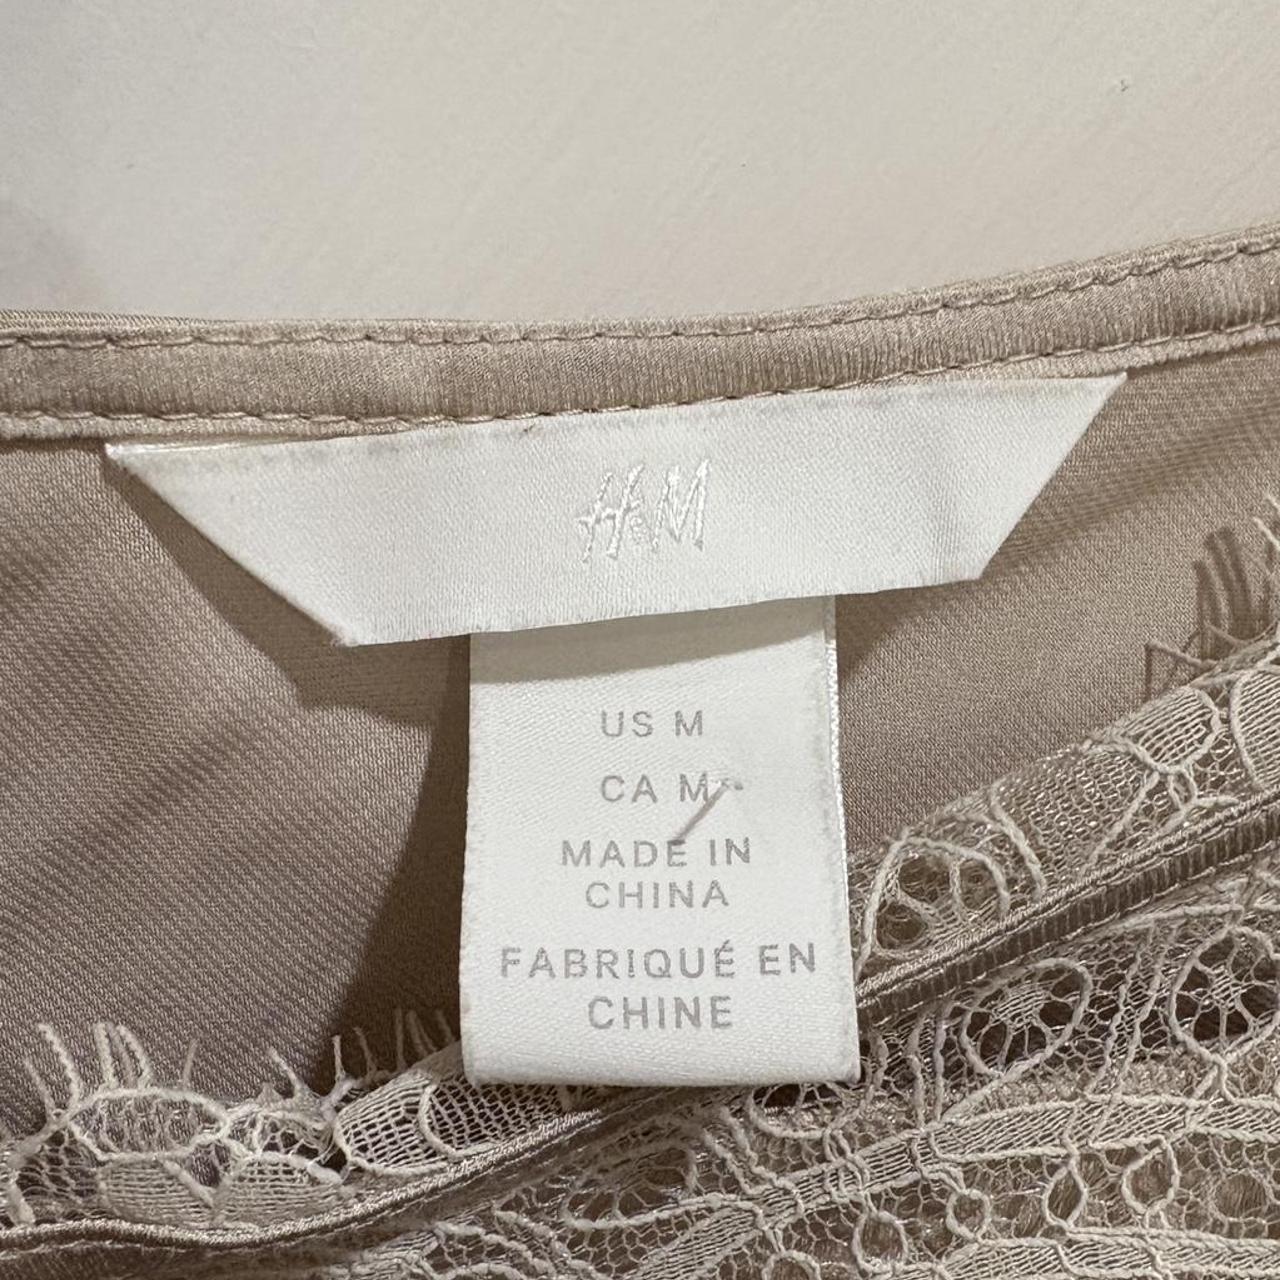 H&M
US M
CA M
MADE IN
CHINA
FABRIQUÉ EN
CHINE